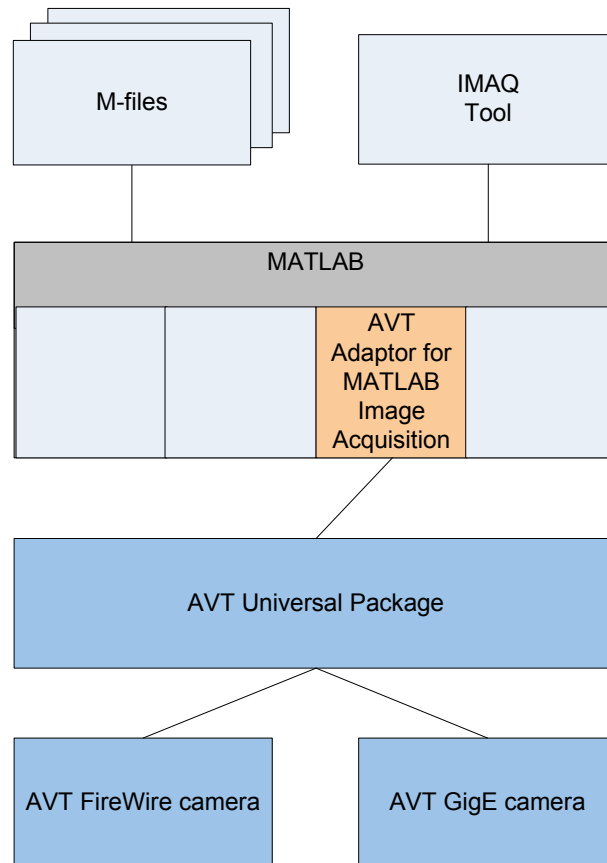 M-files
IMAQ
Tool
MATLAB
AVT
Adaptor for
MATLAB
Image
Acquisition
AVT Universal Package
AVT FireWire camera
AVT GigE camera